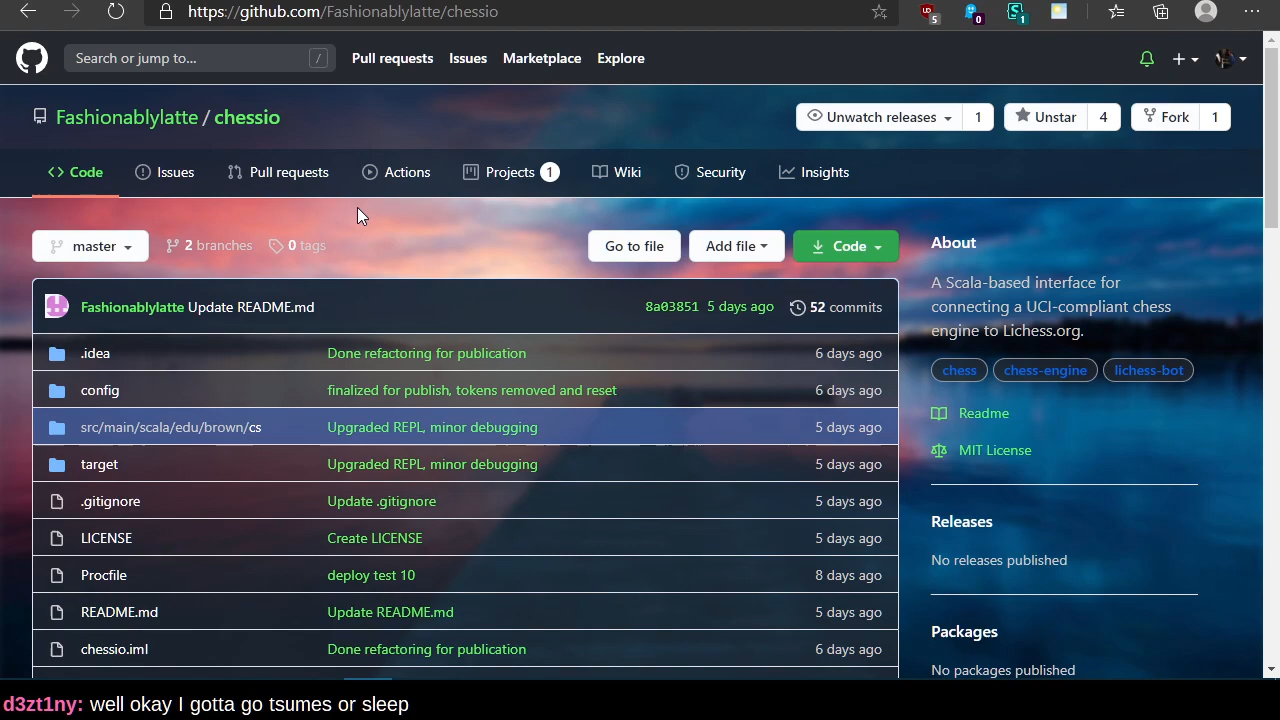 https://github.com/Fashionablylatte/chessio
5
0
1
Search or jump to...
/
Pull requests
Issues
Marketplace
Explore
Fashionablylatte / chessio
Unwatch releases
1
Unstar
4
Fork
1
Code
Issues
Pull requests
Actions
Projects
1
Wiki
Security
Insights
master
2 branches
0 tags
Go to file
Add file
Code
About
A Scala-based interface for
connecting a UCI-compliant chess
engine to Lichess.org.
chess
chess-engine
lichess-bot
Readme
MIT License
Releases
No releases published
Packages
No packages published
Fashionablylatte Update README.md 8a03851 5 days ago 52 commits
.idea Done refactoring for publication 6 days ago
config finalized for publish, tokens removed and reset 6 days ago
src/main/scala/edu/brown/cs Upgraded REPL, minor debugging 5 days ago
target Upgraded REPL, minor debugging 5 days ago
.gitignore Update .gitignore 5 days ago
LICENSE Create LICENSE 5 days ago
Procfile deploy test 10 8 days ago
README.md Update README.md 5 days ago
chessio.iml Done refactoring for publication 6 days ago
d3zt1ny: well okay I gotta go tsumes or sleep